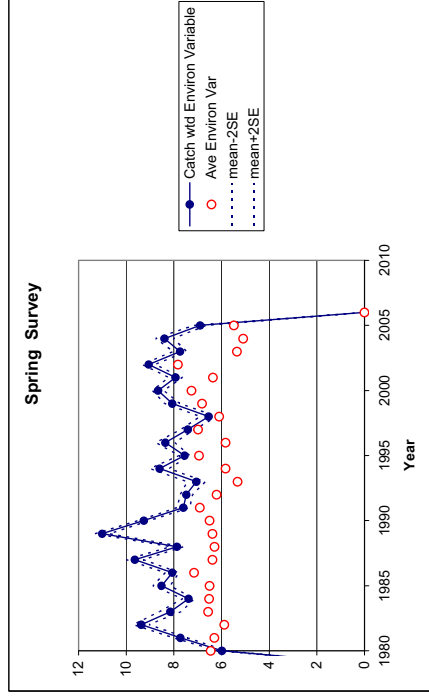 Spring Survey
12
10
8
6
4
2
0
1980
1985
1990
1995
2000
2005
2010
Year
Catch wtd Environ Variable
Ave Environ Var
mean-2SE
mean+2SE